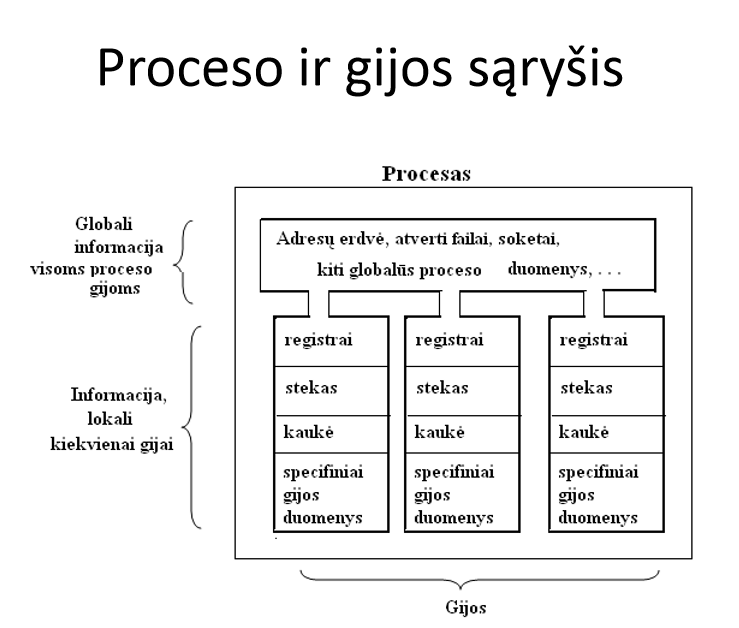 Proceso ir gijos sąryšis
Procesas
Globali
informacija
visoms proceso
gijoms
Adresų erdvė, atverti failai, soketai,
kiti globalūs proceso duomenys, . . .
Informacija,
lokali
kiekvienai gijai
registrai
stekas
kaukė
specifiniai
gijos
duomenys
registrai
stekas
kaukė
specifiniai
gijos
duomenys
registrai
stekas
kaukė
specifiniai
gijos
duomenys
Gijos